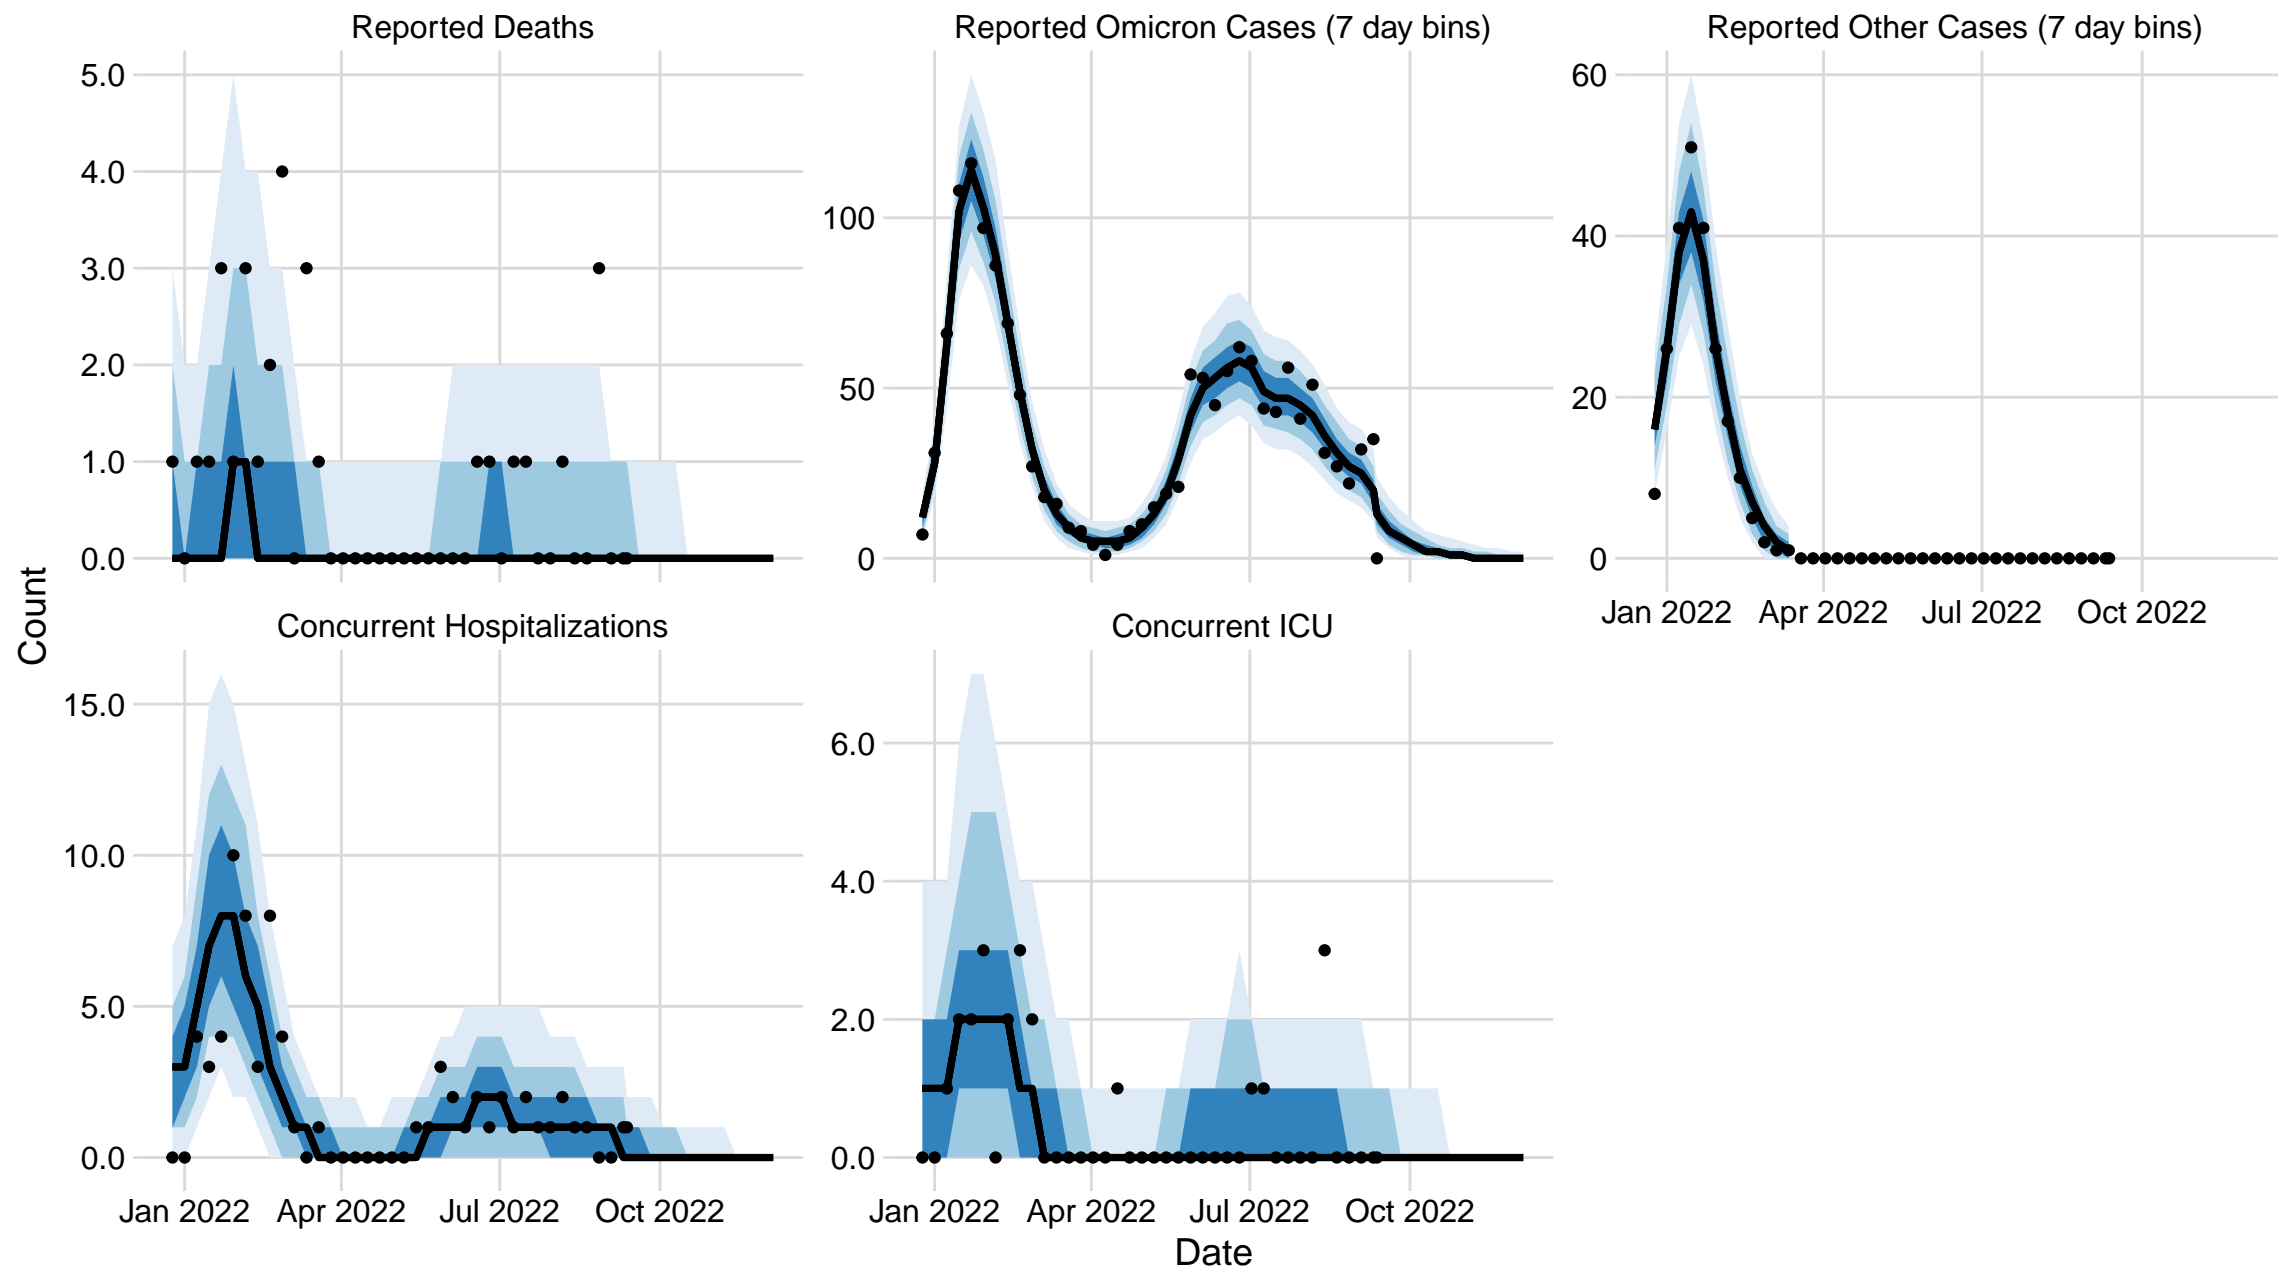 Reported Deaths
Reported Omicron Cases (7 day bins)
Reported Other Cases (7 day bins)
5.0
4.0
3.0
2.0
1.0
0.0
100
50
0
60
40
20
0
Jan 2022 Apr 2022 Jul 2022 Oct 2022
Count
Concurrent Hospitalizations
Concurrent ICU
15.0
10.0
5.0
0.0
6.0
4.0
2.0
0.0
Jan 2022 Apr 2022 Jul 2022 Oct 2022
Jan 2022 Apr 2022 Jul 2022 Oct 2022
Date